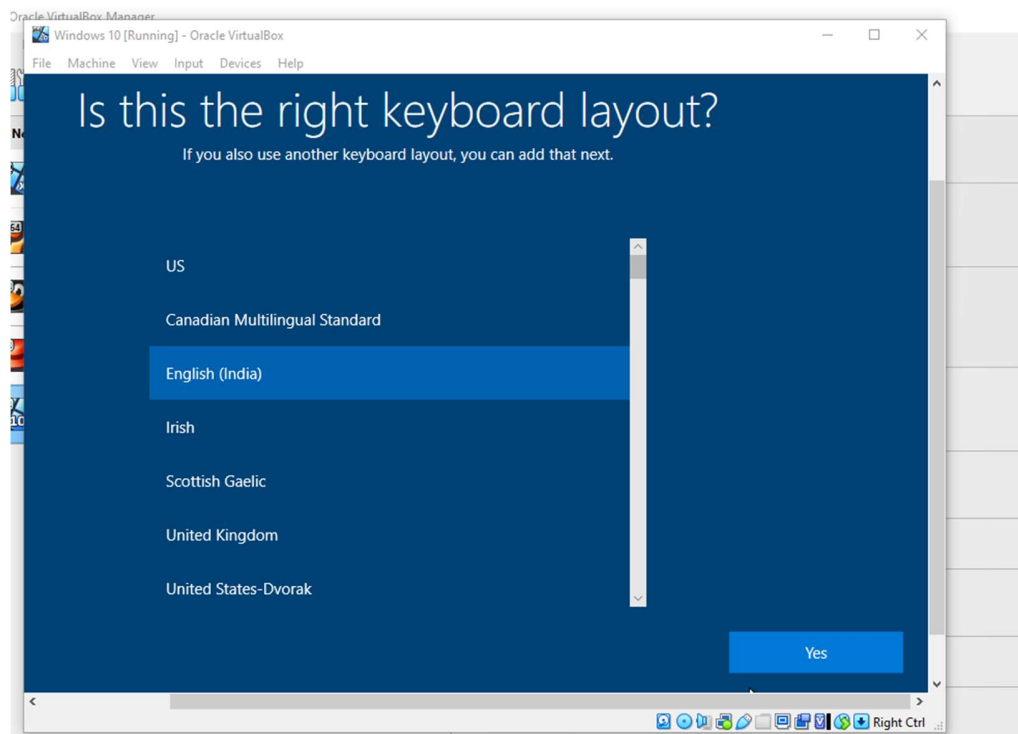 Oracle VirtualBox Manager
Windows 10 [Running] - Oracle VirtualBox
File Machine View Input Devices Help
Is this the right keyboard layout?
If you also use another keyboard layout, you can add that next.
US
Canadian Multilingual Standard
English (India)
Irish
Scottish Gaelic
United Kingdom
United States-Dvorak
Yes
Right Ctrl
64
10